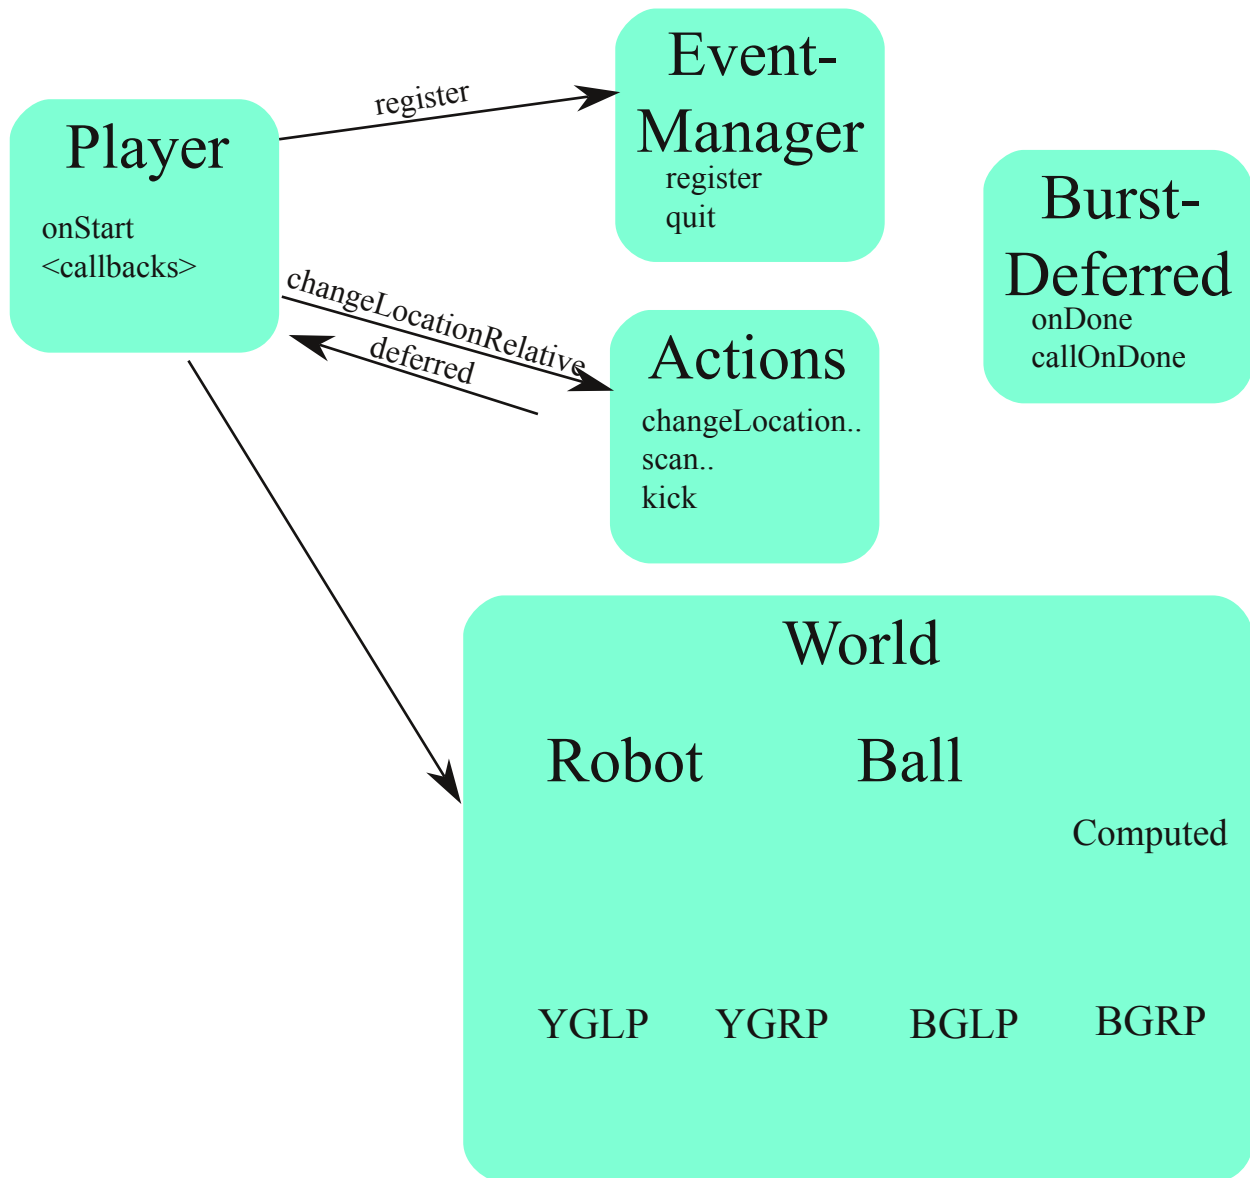 Event-
Manager
register
quit
register
Player
onStart
<callbacks>
Burst-
Deferred
onDone
callOnDone
changeLocationRelative
deferred
Actions
changeLocation..
scan..
kick
World
Robot
Ball
Computed
YGLP
YGRP
BGLP
BGRP